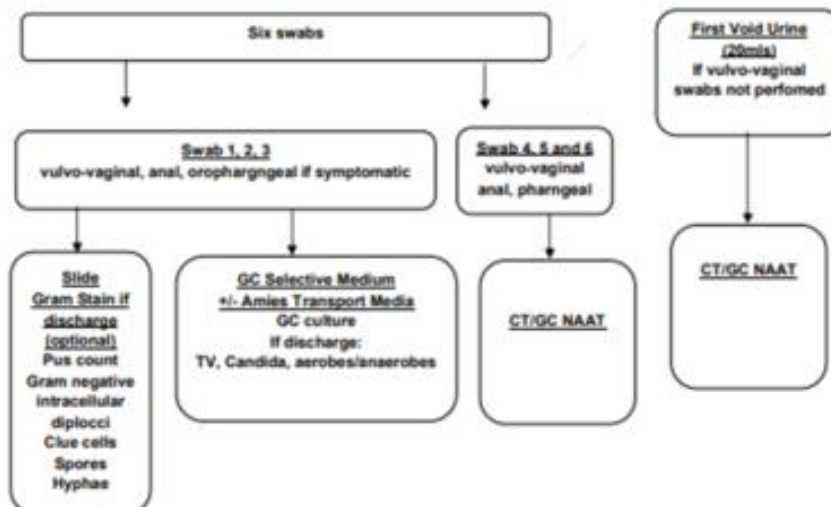 Six swabs
First Void Urine
(20mls)
If vulvo-vaginal
swabs not perfomed
Swab 1, 2, 3
vulvo-vaginal, anal, orophargngeal if symptomatic
Swab 4, 5 and 6
vulvo-vaginal
anal, pharngeal
Slide
Gram Stain if
discharge
(optional)
Pus count
Gram negative
intracellular
diplocci
Clue cells
Spores
Hyphae
GC Selective Medium
+/- Amies Transport Media
GC culture
If discharge:
TV, Candida, aerobes/anaerobes
CT/GC NAAT
CT/GC NAAT